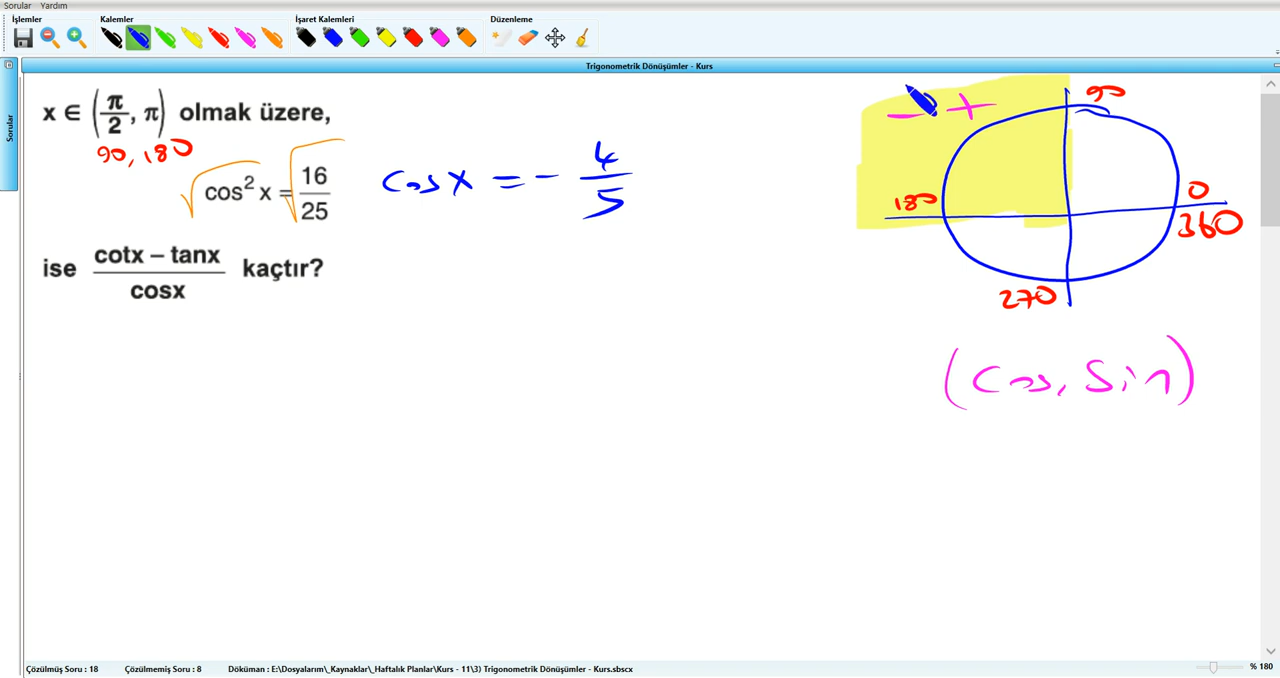 Sorular Yardım
İşlemler Kalemler İşaret Kalemleri Düzenleme
Trigonometrik Dönüşümler - Kurs
Sorular
x ∈ (π/2, π) olmak üzere,
90, 180
√cos² x = √16/25
cosx = - 4/5
ise cotx – tanx / cosx kaçtır?
- +
90
180
0
360
270
(Cos, Sin)
Çözülmüş Soru : 18 Çözülmemiş Soru : 8 Döküman : E:\Dosyalarım\_Kaynaklar\_Haftalık Planlar\Kurs - 11\3) Trigonometrik Dönüşümler - Kurs.sbscx % 180